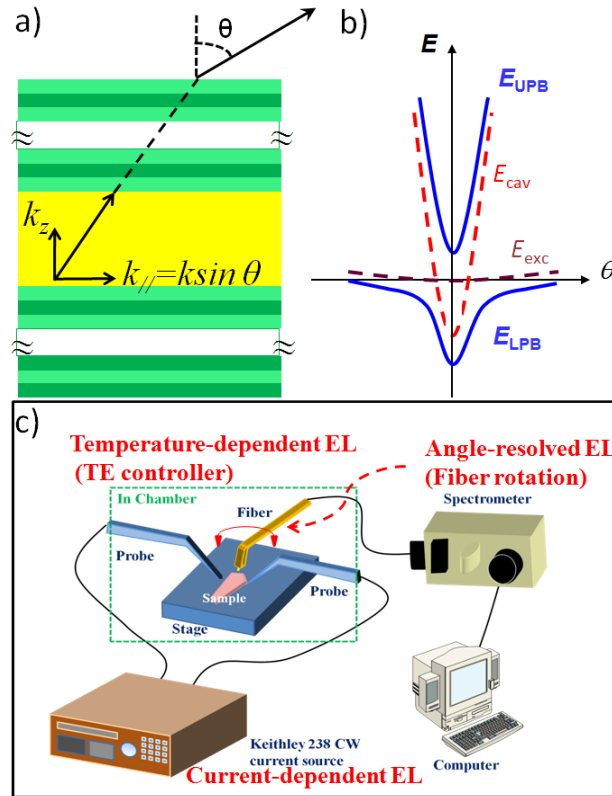 a)
θ
k_z
k_//=ksin θ
≈
≈
≈
≈
b)
E
E_UPB
E_cav
E_exc
θ
E_LPB
c)
Temperature-dependent EL
(TE controller)
Angle-resolved EL
(Fiber rotation)
In Chamber
Fiber
Spectrometer
Probe
Sample
Probe
Stage
Keithley 238 CW
current source
Current-dependent EL
Computer